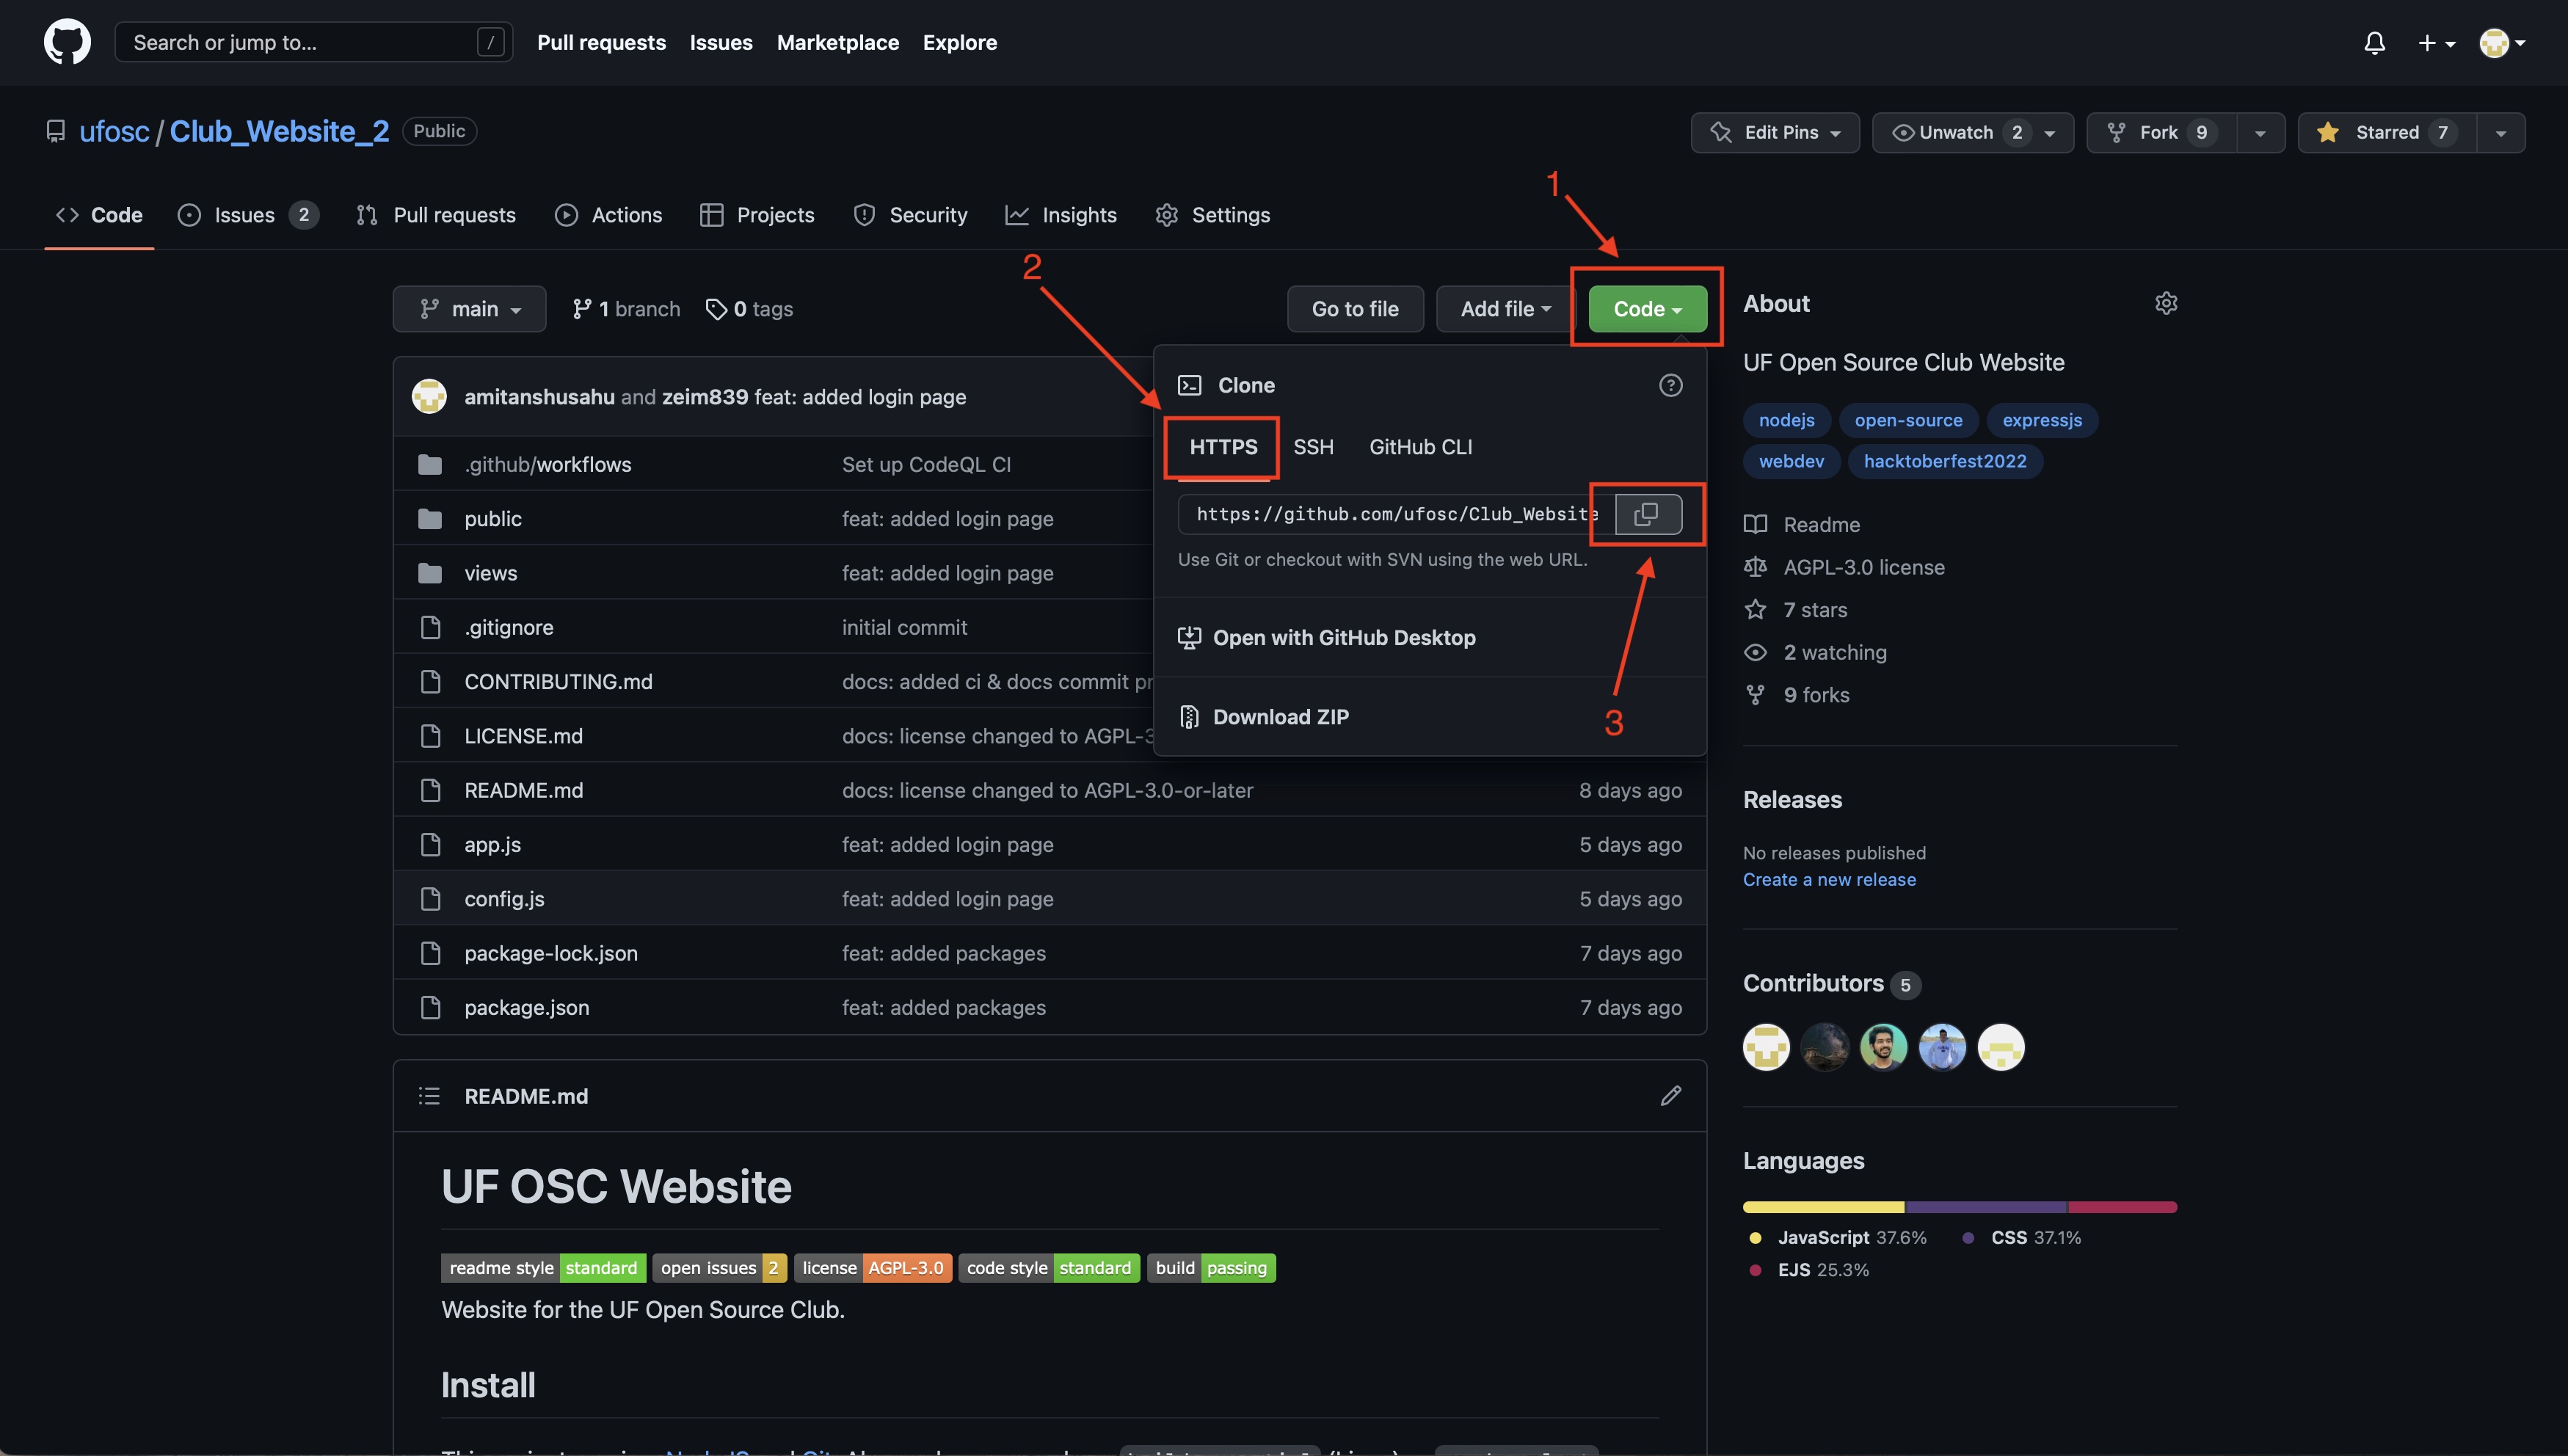 Search or jump to... / Pull requests Issues Marketplace Explore
ufosc / Club_Website_2 Public Edit Pins Unwatch 2 Fork 9 Starred 7
1
Code Issues 2 Pull requests Actions Projects Security Insights Settings
2
main 1 branch 0 tags Go to file Add file Code
amitanshusahu and zeim839 feat: added login page
.github/workflows Set up CodeQL CI
public feat: added login page
views feat: added login page
.gitignore initial commit
CONTRIBUTING.md docs: added ci & docs commit pr
LICENSE.md docs: license changed to AGPL-3
README.md docs: license changed to AGPL-3.0-or-later 8 days ago
app.js feat: added login page 5 days ago
config.js feat: added login page 5 days ago
package-lock.json feat: added packages 7 days ago
package.json feat: added packages 7 days ago
Clone
HTTPS SSH GitHub CLI
https://github.com/ufosc/Club_Website
Use Git or checkout with SVN using the web URL.
Open with GitHub Desktop
Download ZIP
3
README.md
UF OSC Website
readme style standard open issues 2 license AGPL-3.0 code style standard build passing
Website for the UF Open Source Club.
Install
About
UF Open Source Club Website
nodejs open-source expressjs
webdev hacktoberfest2022
Readme
AGPL-3.0 license
7 stars
2 watching
9 forks
Releases
No releases published
Create a new release
Contributors 5
Languages
JavaScript 37.6% CSS 37.1%
EJS 25.3%